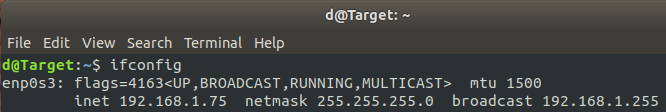 d@Target: ~
File Edit View Search Terminal Help
d@Target:~$ ifconfig
enp0s3: flags=4163<UP,BROADCAST,RUNNING,MULTICAST>  mtu 1500
        inet 192.168.1.75  netmask 255.255.255.0  broadcast 192.168.1.255